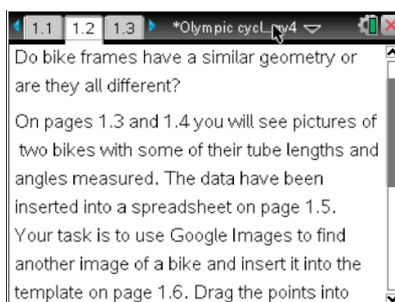 1.1 1.2 1.3 *Olympic cycl...v4
Do bike frames have a similar geometry or
are they all different?
On pages 1.3 and 1.4 you will see pictures of
two bikes with some of their tube lengths and
angles measured. The data have been
inserted into a spreadsheet on page 1.5.
Your task is to use Google Images to find
another image of a bike and insert it into the
template on page 1.6. Drag the points into